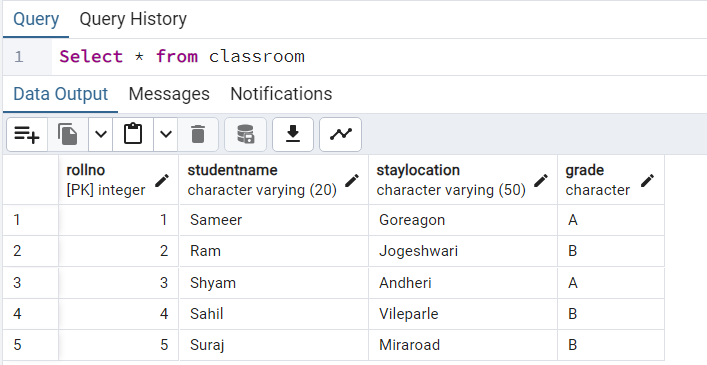 Query Query History
1 Select * from classroom
Data Output Messages Notifications
rollno studentname staylocation grade
[PK] integer character varying (20) character varying (50) character
1 1 Sameer Goreagon A
2 2 Ram Jogeshwari B
3 3 Shyam Andheri A
4 4 Sahil Vileparle B
5 5 Suraj Miraroad B